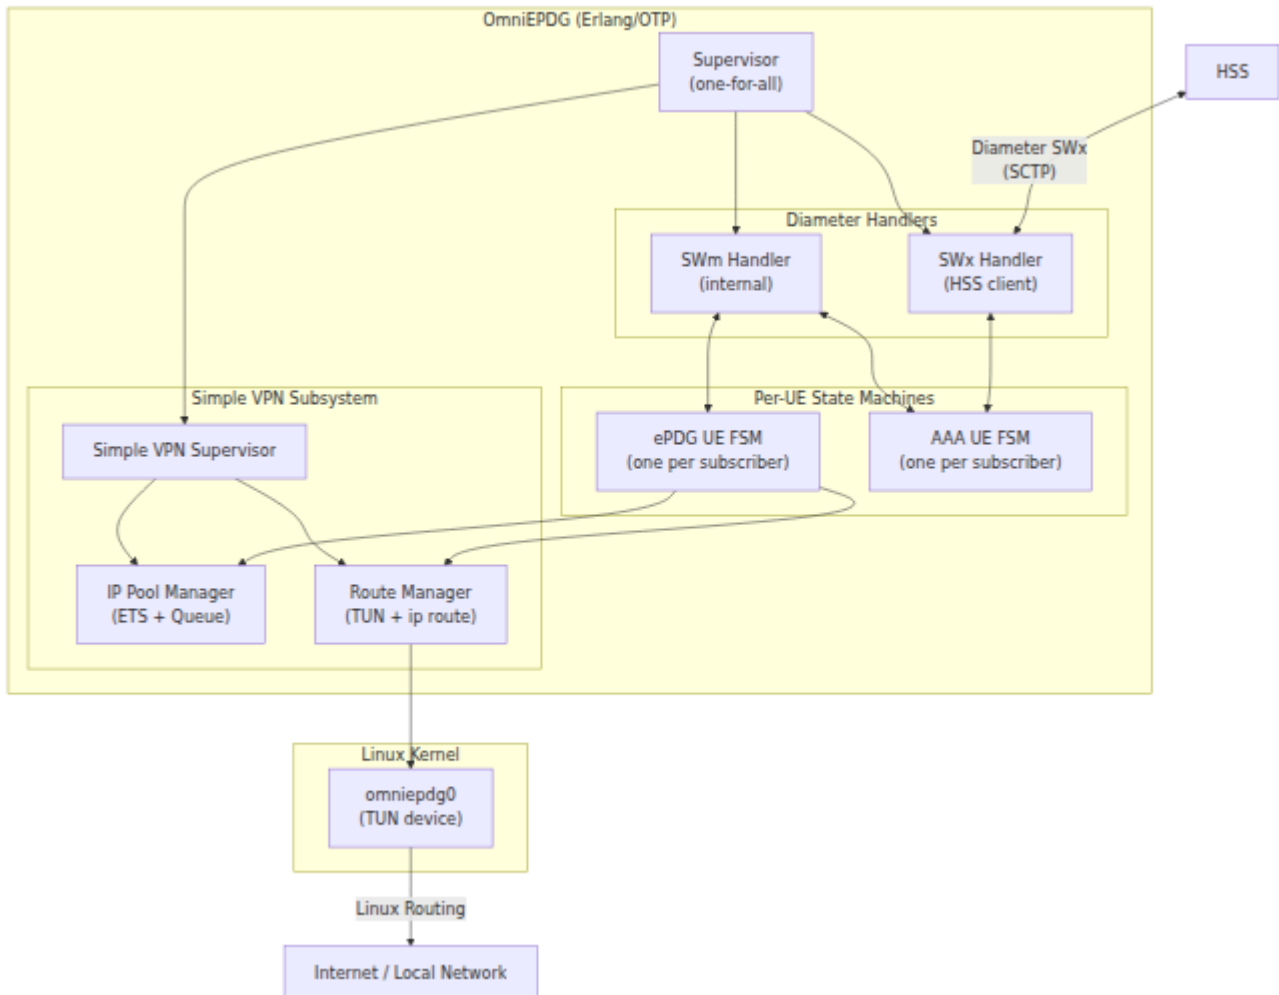 OmniEPDG (Erlang/OTP)
Supervisor
(one-for-all)
HSS
Diameter SWx
(SCTP)
Diameter Handlers
SWm Handler
(internal)
SWx Handler
(HSS client)
Simple VPN Subsystem
Per-UE State Machines
Simple VPN Supervisor
ePDG UE FSM
(one per subscriber)
AAA UE FSM
(one per subscriber)
IP Pool Manager
(ETS + Queue)
Route Manager
(TUN + ip route)
Linux Kernel
omniepdg0
(TUN device)
Linux Routing
Internet / Local Network